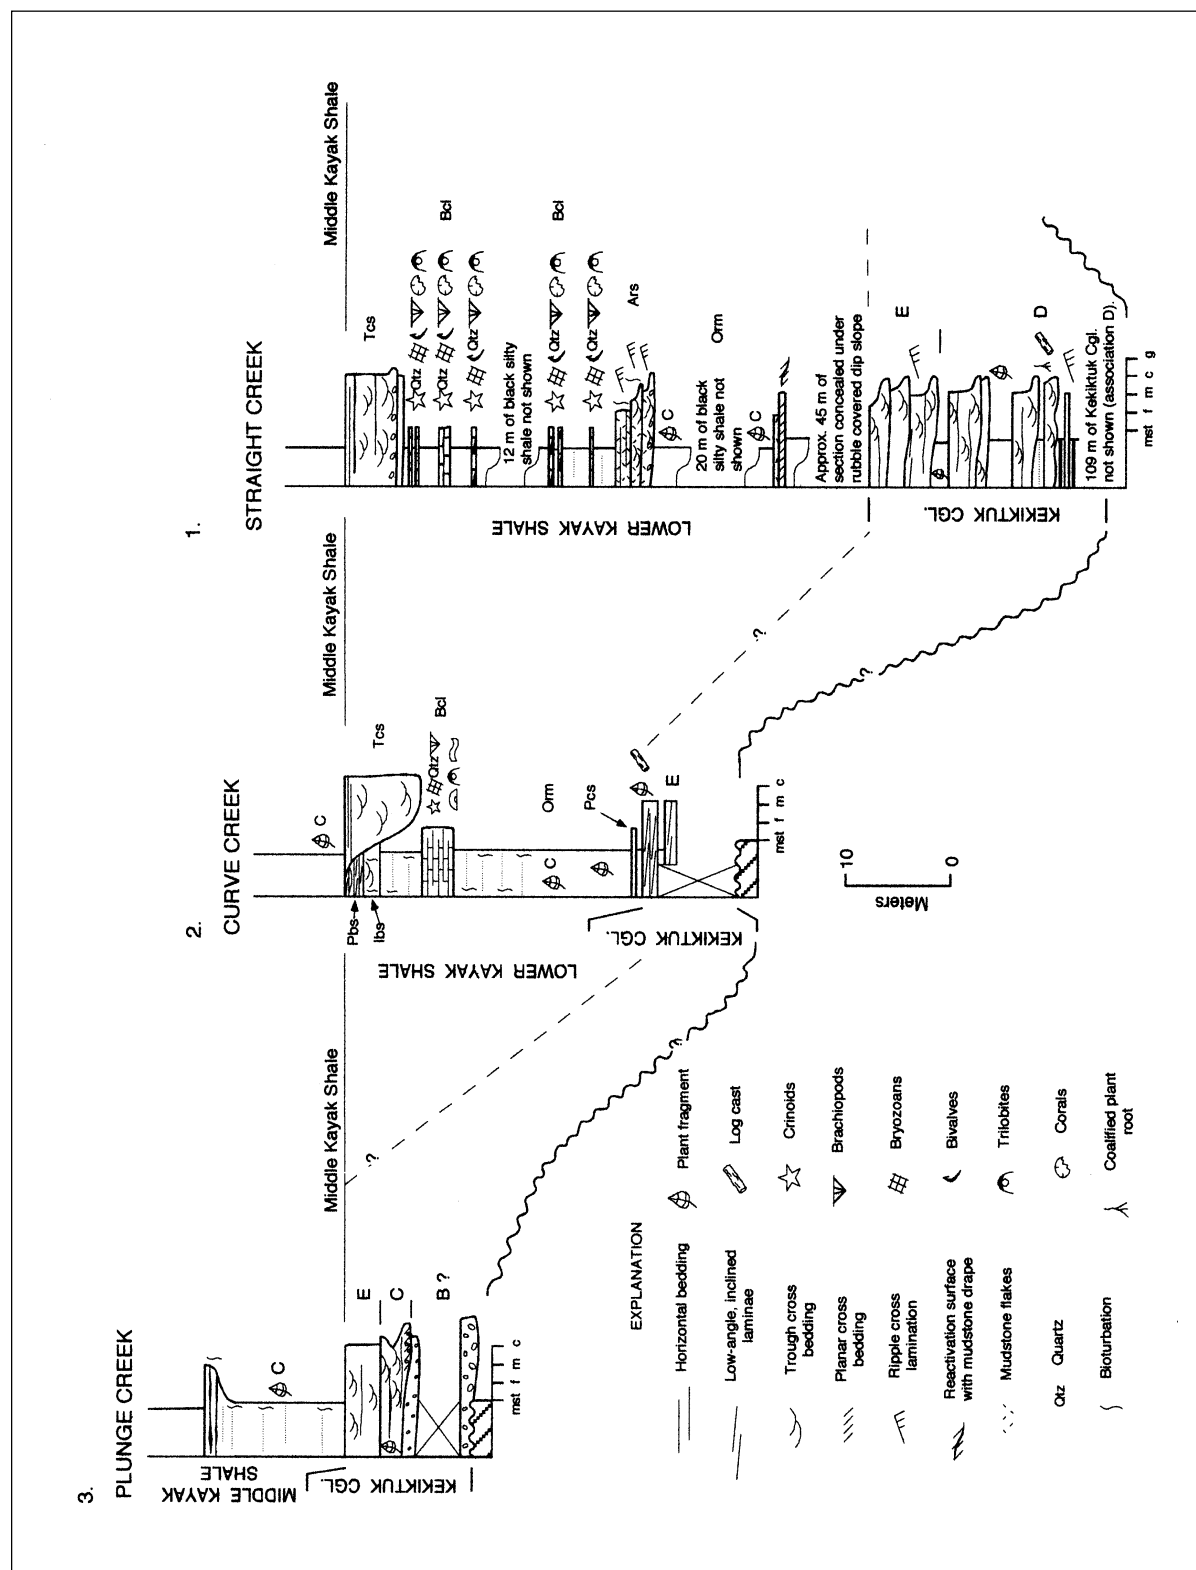 1.
STRAIGHT CREEK
Middle Kayak Shale
Middle Kayak Shale
Tcs
Qtz
Qtz
Bcl
Qtz
12 m of black silty
shale not shown
Qtz
Bcl
Qtz
Ars
C
Orm
20 m of black
silty shale not
shown
C
Approx. 45 m of
section concealed under
rubble covered dip slope
E
D
109 m of Kekiktuk Cgl.
not shown (association D).
mst f m c g
LOWER KAYAK SHALE
KEKIKTUK CGL.
2.
CURVE CREEK
Middle Kayak Shale
C
Tcs
Pbs
Ibs
Bcl
Qtz
Orm
C
Pcs
E
?
?
mst f m c
LOWER KAYAK SHALE
KEKIKTUK CGL.
10
0
Meters
3.
PLUNGE CREEK
C
E
C
B ?
?
?
mst f m c
MIDDLE KAYAK
SHALE
KEKIKTUK CGL.
EXPLANATION
Horizontal bedding
Low-angle, inclined
laminae
Trough cross
bedding
Planar cross
bedding
Ripple cross
lamination
Reactivation surface
with mudstone drape
Mudstone flakes
Qtz Quartz
Bioturbation
Plant fragment
Log cast
Crinoids
Brachiopods
Bryozoans
Bivalves
Trilobites
Corals
Coalified plant
root